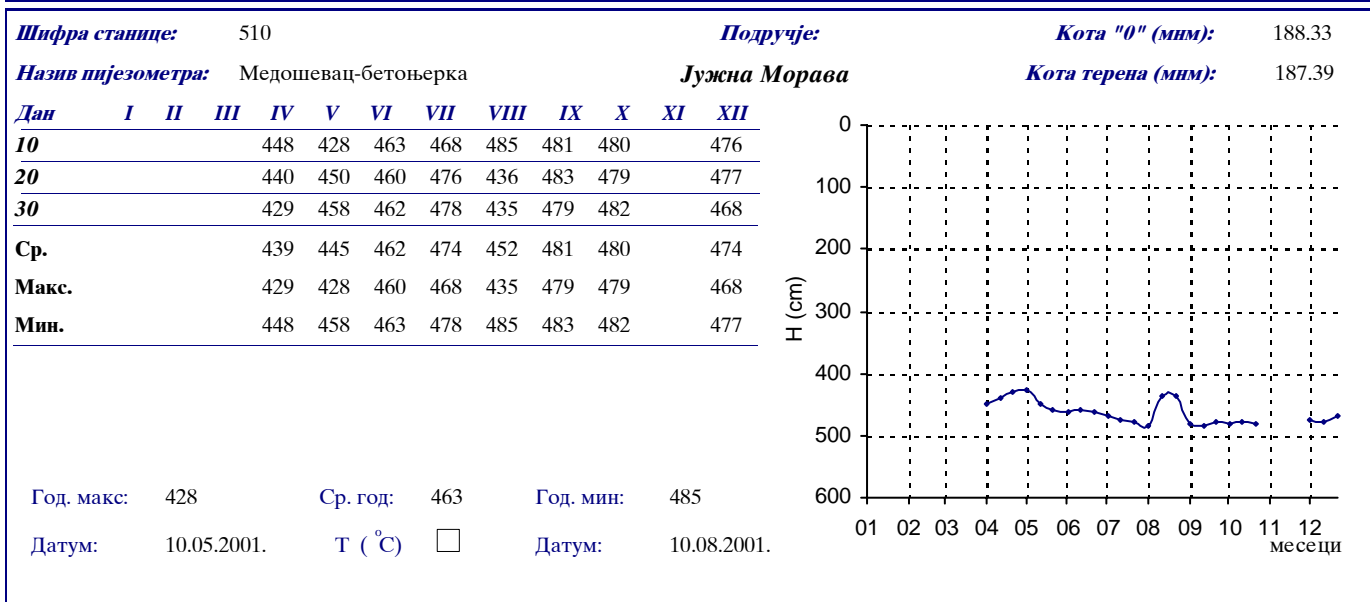 Шифра станице: 510 Подручје: Кота "0" (мнм): 188.33
Назив пијезометра: Медошевац-бетоњерка Јужна Морава Кота терена (мнм): 187.39
Дан I II III IV V VI VII VIII IX X XI XII
10 448 428 463 468 485 481 480 476
20 440 450 460 476 436 483 479 477
30 429 458 462 478 435 479 482 468
Ср. 439 445 462 474 452 481 480 474
Макс. 429 428 460 468 435 479 479 468
Мин. 448 458 463 478 485 483 482 477
Год. макс: 428 Ср. год: 463 Год. мин: 485
Датум: 10.05.2001. Т ( °C) Датум: 10.08.2001.
H (cm)
0
100
200
300
400
500
600
01 02 03 04 05 06 07 08 09 10 11 12
месеци